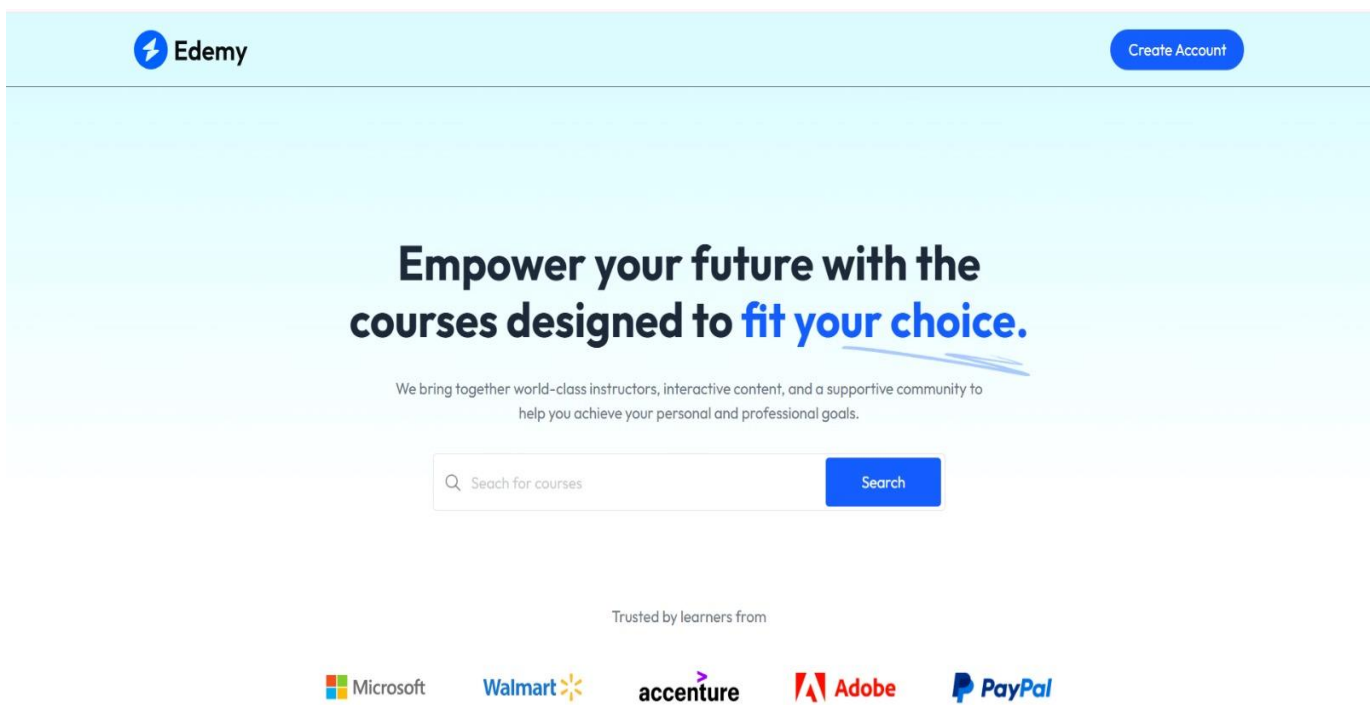 Edemy
Create Account
Empower your future with the
courses designed to fit your choice.
We bring together world-class instructors, interactive content, and a supportive community to
help you achieve your personal and professional goals.
Seach for courses
Search
Trusted by learners from
Microsoft
Walmart
accenture
Adobe
PayPal